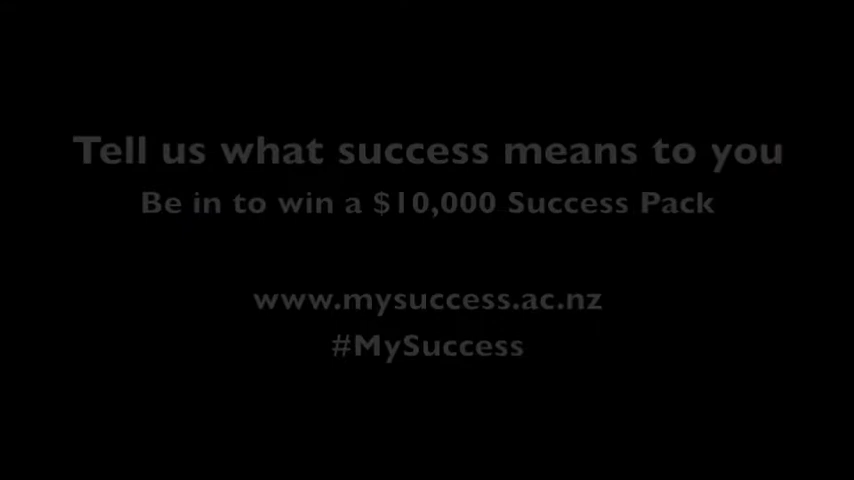 Tell us what success means to you
Be in to win a $10,000 Success Pack
www.mysuccess.ac.nz
#MySuccess